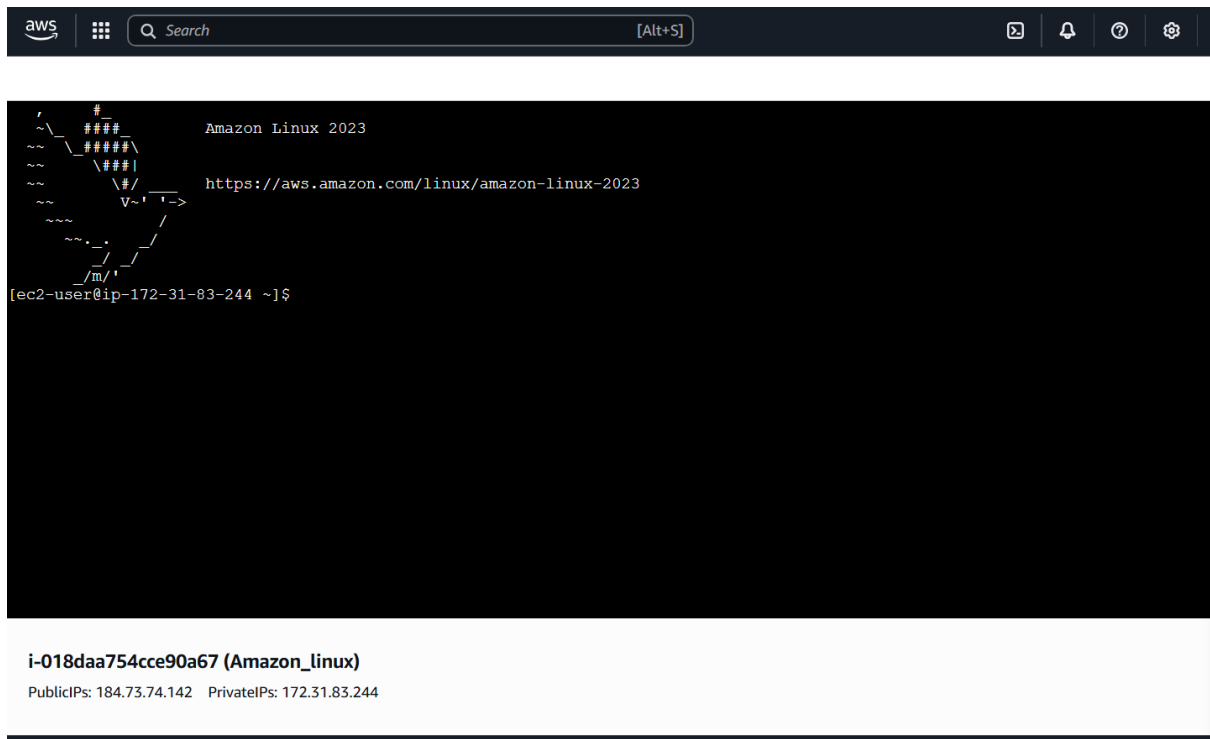 aws Search [Alt+S]
   ,     #_
   ~\_  ####_        Amazon Linux 2023
  ~~  \_#####\
  ~~     \###|
  ~~       \#/ ___   https://aws.amazon.com/linux/amazon-linux-2023
   ~~       V~' '->
    ~~~         /
      ~~._.   _/
         _/ _/
       _/m/'
[ec2-user@ip-172-31-83-244 ~]$
i-018daa754cce90a67 (Amazon_linux)
PublicIPs: 184.73.74.142 PrivateIPs: 172.31.83.244